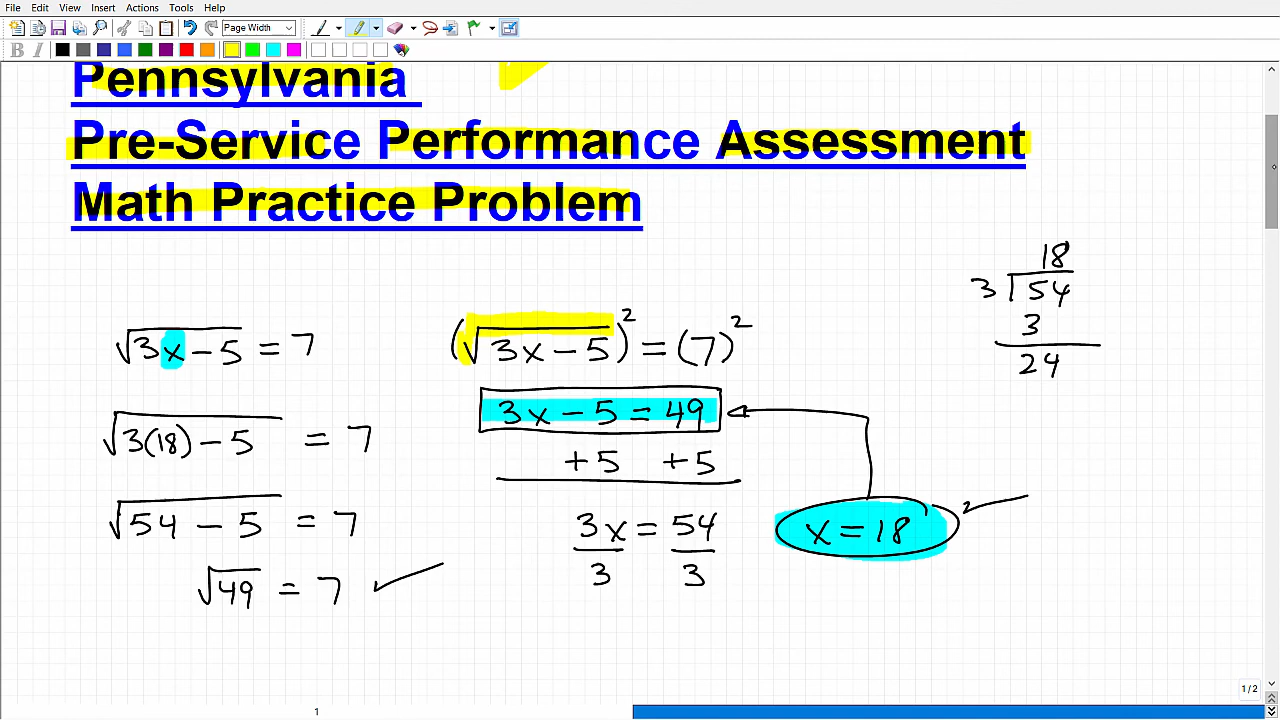 File Edit View Insert Actions Tools Help
Page Width
B I
Pennsylvania
Pre-Service Performance Assessment
Math Practice Problem
√3x-5 = 7
√3(18) - 5 = 7
√54 - 5 = 7
√49 = 7 ✓
(√3x-5)² = (7)²
3x-5 = 49
+5 +5
3x = 54
3 3
x = 18 ✓
18
3 54
3
24
1/2
1